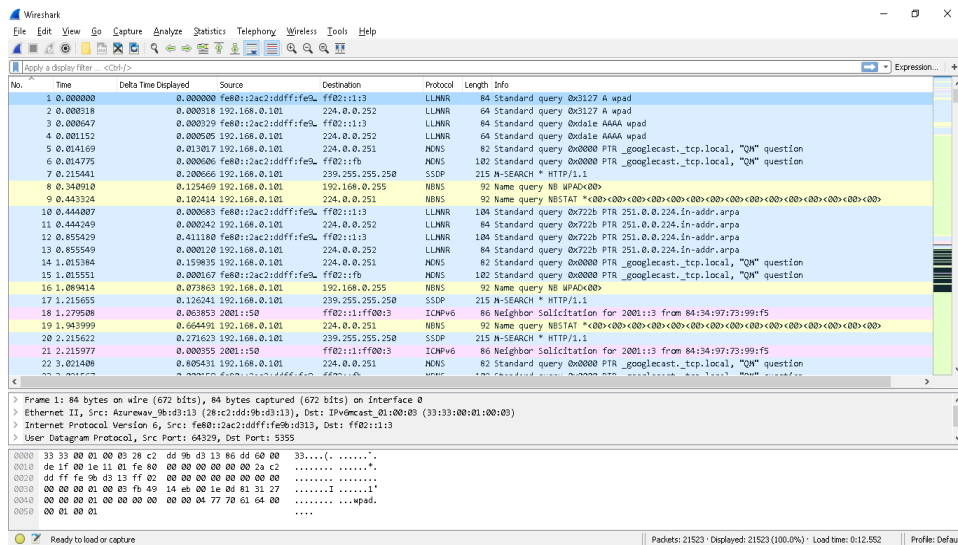 Wireshark
File Edit View Go Capture Analyze Statistics Telephony Wireless Tools Help
Apply a display filter ... <Ctrl-/> Expression... +
No. Time Delta Time Displayed Source Destination Protocol Length Info
1 0.000000 0.000000 fe80::2ac2:ddff:fe9… ff02::1:3 LLMNR 84 Standard query 0x3127 A wpad
2 0.000318 0.000318 192.168.0.101 224.0.0.252 LLMNR 64 Standard query 0x3127 A wpad
3 0.000647 0.000329 fe80::2ac2:ddff:fe9… ff02::1:3 LLMNR 84 Standard query 0xda1e AAAA wpad
4 0.001152 0.000505 192.168.0.101 224.0.0.252 LLMNR 64 Standard query 0xda1e AAAA wpad
5 0.014169 0.013017 192.168.0.101 224.0.0.251 MDNS 82 Standard query 0x0000 PTR _googlecast._tcp.local, "QM" question
6 0.014775 0.000606 fe80::2ac2:ddff:fe9… ff02::fb MDNS 102 Standard query 0x0000 PTR _googlecast._tcp.local, "QM" question
7 0.215441 0.200666 192.168.0.101 239.255.255.250 SSDP 215 M-SEARCH * HTTP/1.1
8 0.340910 0.125469 192.168.0.101 192.168.0.255 NBNS 92 Name query NB WPAD<00>
9 0.443324 0.102414 192.168.0.101 224.0.0.251 NBNS 92 Name query NBSTAT *<00><00><00><00><00><00><00><00><00><00><00><00><00><00><00>
10 0.444007 0.000683 fe80::2ac2:ddff:fe9… ff02::1:3 LLMNR 104 Standard query 0x722b PTR 251.0.0.224.in-addr.arpa
11 0.444249 0.000242 192.168.0.101 224.0.0.252 LLMNR 84 Standard query 0x722b PTR 251.0.0.224.in-addr.arpa
12 0.855429 0.411180 fe80::2ac2:ddff:fe9… ff02::1:3 LLMNR 104 Standard query 0x722b PTR 251.0.0.224.in-addr.arpa
13 0.855549 0.000120 192.168.0.101 224.0.0.252 LLMNR 84 Standard query 0x722b PTR 251.0.0.224.in-addr.arpa
14 1.015384 0.159835 192.168.0.101 224.0.0.251 MDNS 82 Standard query 0x0000 PTR _googlecast._tcp.local, "QM" question
15 1.015551 0.000167 fe80::2ac2:ddff:fe9… ff02::fb MDNS 102 Standard query 0x0000 PTR _googlecast._tcp.local, "QM" question
16 1.089414 0.073863 192.168.0.101 192.168.0.255 NBNS 92 Name query NB WPAD<00>
17 1.215655 0.126241 192.168.0.101 239.255.255.250 SSDP 215 M-SEARCH * HTTP/1.1
18 1.279508 0.063853 2001::50 ff02::1:ff00:3 ICMPv6 86 Neighbor Solicitation for 2001::3 from 84:34:97:73:99:f5
19 1.943999 0.664491 192.168.0.101 224.0.0.251 NBNS 92 Name query NBSTAT *<00><00><00><00><00><00><00><00><00><00><00><00><00><00><00>
20 2.215622 0.271623 192.168.0.101 239.255.255.250 SSDP 215 M-SEARCH * HTTP/1.1
21 2.215977 0.000355 2001::50 ff02::1:ff00:3 ICMPv6 86 Neighbor Solicitation for 2001::3 from 84:34:97:73:99:f5
22 3.021408 0.805431 192.168.0.101 224.0.0.251 MDNS 82 Standard query 0x0000 PTR _googlecast._tcp.local, "QM" question
> Frame 1: 84 bytes on wire (672 bits), 84 bytes captured (672 bits) on interface 0
> Ethernet II, Src: Azurewav_9b:d3:13 (28:c2:dd:9b:d3:13), Dst: IPv6mcast_01:00:03 (33:33:00:01:00:03)
> Internet Protocol Version 6, Src: fe80::2ac2:ddff:fe9b:d313, Dst: ff02::1:3
> User Datagram Protocol, Src Port: 64329, Dst Port: 5355
0000 33 33 00 01 00 03 28 c2 dd 9b d3 13 86 dd 60 00 33....(. ......`.
0010 de 1f 00 1e 11 01 fe 80 00 00 00 00 00 00 2a c2 ........ ......*.
0020 dd ff fe 9b d3 13 ff 02 00 00 00 00 00 00 00 00 ........ ........
0030 00 00 00 01 00 03 fb 49 14 eb 00 1e 0d 81 31 27 .......I ......1'
0040 00 00 00 01 00 00 00 00 00 00 04 77 70 61 64 00 ........ ...wpad.
0050 00 01 00 01 ....
Ready to load or capture Packets: 21523 · Displayed: 21523 (100.0%) · Load time: 0:12.552 Profile: Defau